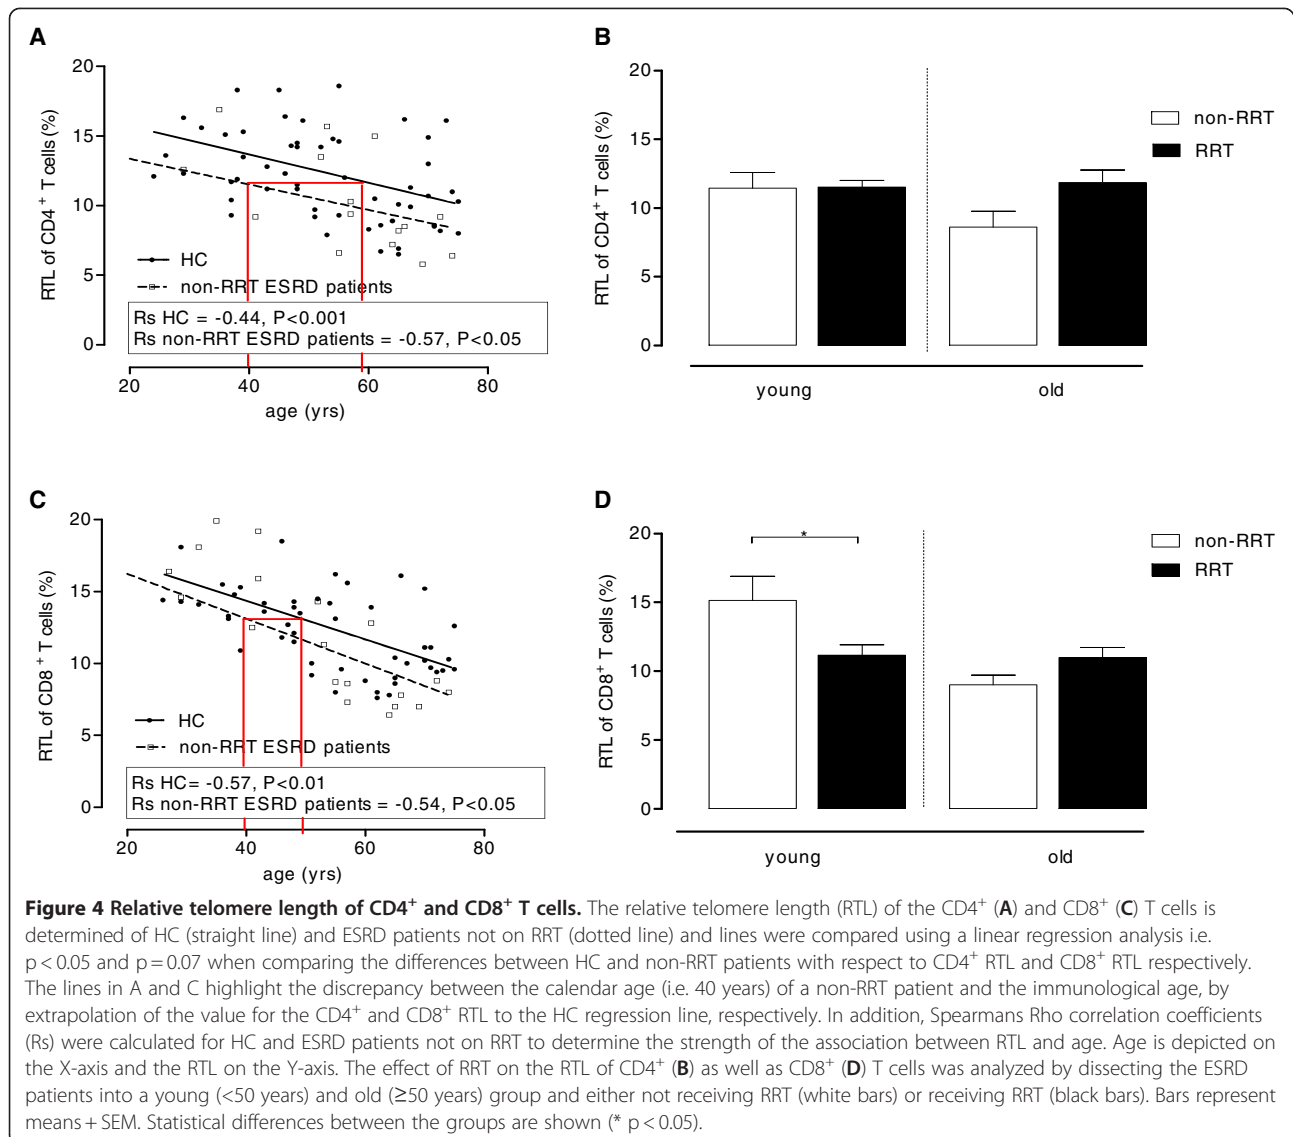 A
RTL of CD4+ T cells (%)
20
15
10
5
0
HC
non-RRT ESRD patients
Rs HC = -0.44, P<0.001
Rs non-RRT ESRD patients = -0.57, P<0.05
20 40 60 80
age (yrs)
B
RTL of CD4+ T cells (%)
20
15
10
5
0
non-RRT
RRT
young old
C
RTL of CD8+ T cells (%)
20
15
10
5
0
HC
non-RRT ESRD patients
Rs HC= -0.57, P<0.01
Rs non-RRT ESRD patients = -0.54, P<0.05
20 40 60 80
age (yrs)
D
RTL of CD8+ T cells (%)
20
15
10
5
0
*
non-RRT
RRT
young old
Figure 4 Relative telomere length of CD4+ and CD8+ T cells. The relative telomere length (RTL) of the CD4+ (A) and CD8+ (C) T cells is
determined of HC (straight line) and ESRD patients not on RRT (dotted line) and lines were compared using a linear regression analysis i.e.
p < 0.05 and p = 0.07 when comparing the differences between HC and non-RRT patients with respect to CD4+ RTL and CD8+ RTL respectively.
The lines in A and C highlight the discrepancy between the calendar age (i.e. 40 years) of a non-RRT patient and the immunological age, by
extrapolation of the value for the CD4+ and CD8+ RTL to the HC regression line, respectively. In addition, Spearmans Rho correlation coefficients
(Rs) were calculated for HC and ESRD patients not on RRT to determine the strength of the association between RTL and age. Age is depicted on
the X-axis and the RTL on the Y-axis. The effect of RRT on the RTL of CD4+ (B) as well as CD8+ (D) T cells was analyzed by dissecting the ESRD
patients into a young (<50 years) and old (≥50 years) group and either not receiving RRT (white bars) or receiving RRT (black bars). Bars represent
means + SEM. Statistical differences between the groups are shown (* p < 0.05).